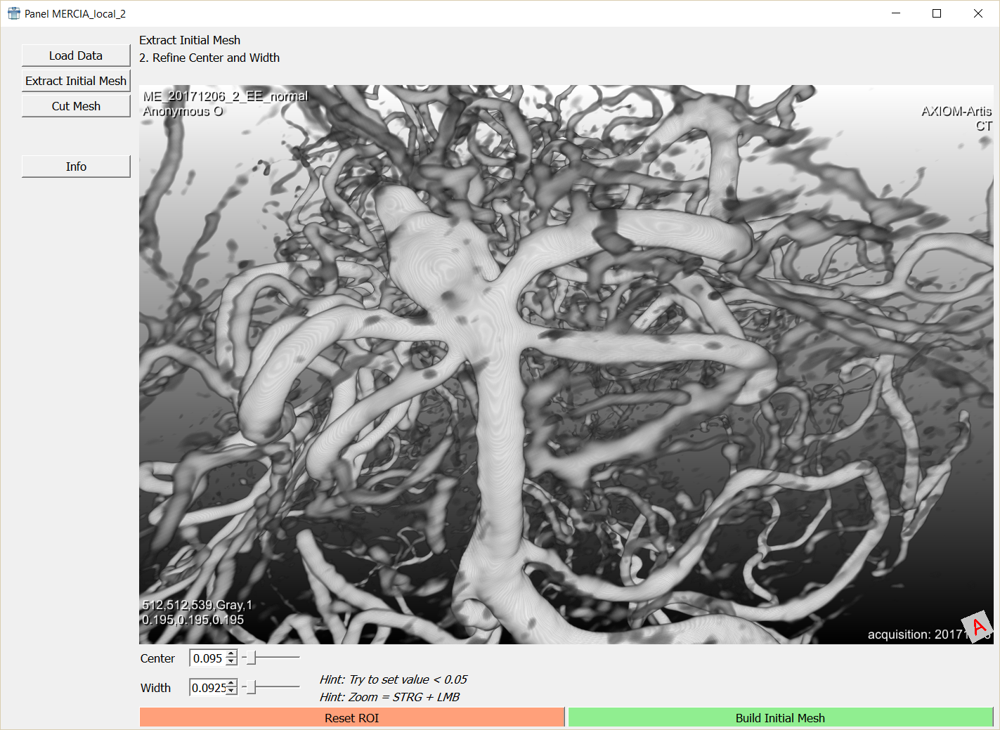 Panel MERCIA_local_2
Load Data
Extract Initial Mesh
Cut Mesh
Info
Extract Initial Mesh
2. Refine Center and Width
ME_20171206_2_EE_normal
Anonymous O
AXIOM-Artis
CT
512,512,539,Gray,1
0.195,0.195,0.195
acquisition: 2017
A
Center
0.095
Width
0.0925
Hint: Try to set value < 0.05
Hint: Zoom = STRG + LMB
Reset ROI
Build Initial Mesh